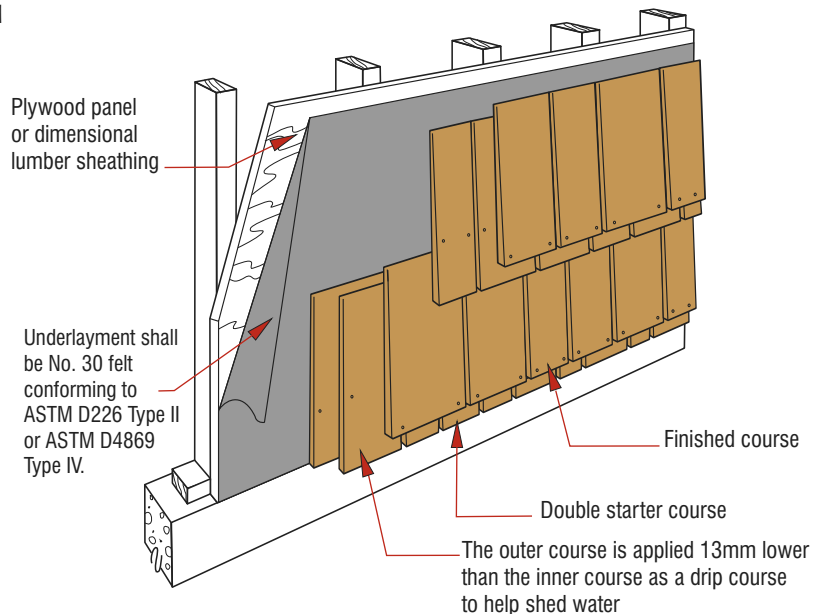 Plywood panel
or dimensional
lumber sheathing
Underlayment shall
be No. 30 felt
conforming to
ASTM D226 Type II
or ASTM D4869
Type IV.
Finished course
Double starter course
The outer course is applied 13mm lower
than the inner course as a drip course
to help shed water